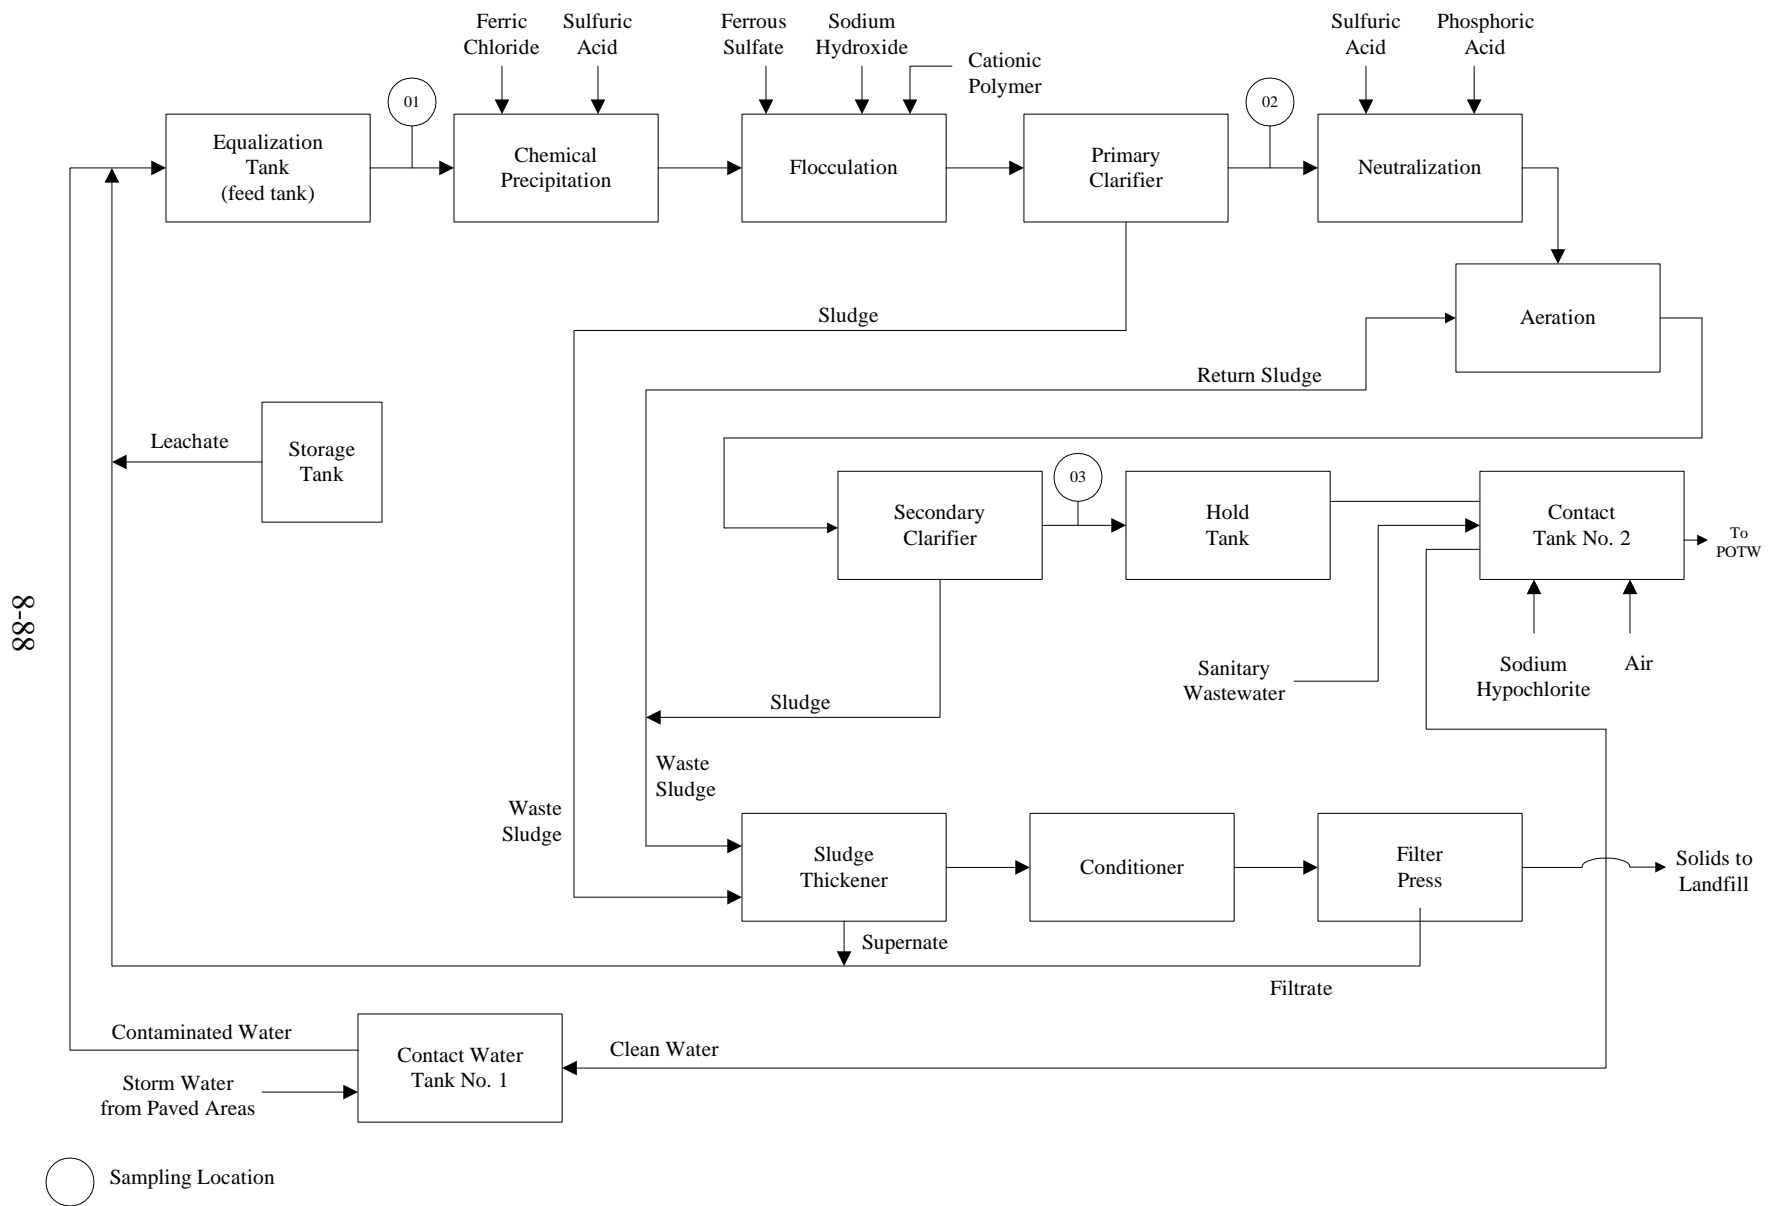 Ferric
Chloride
Sulfuric
Acid
Ferrous
Sulfate
Sodium
Hydroxide
Cationic
Polymer
Sulfuric
Acid
Phosphoric
Acid
01
02
Equalization
Tank
(feed tank)
Chemical
Precipitation
Flocculation
Primary
Clarifier
Neutralization
Sludge
Aeration
Return Sludge
Leachate
Storage
Tank
03
Secondary
Clarifier
Hold
Tank
Contact
Tank No. 2
To
POTW
8-88
Sanitary
Wastewater
Sodium
Hypochlorite
Air
Sludge
Waste
Sludge
Waste
Sludge
Sludge
Thickener
Conditioner
Filter
Press
Solids to
Landfill
Supernate
Filtrate
Contaminated Water
Contact Water
Tank No. 1
Clean Water
Storm Water
from Paved Areas
Sampling Location